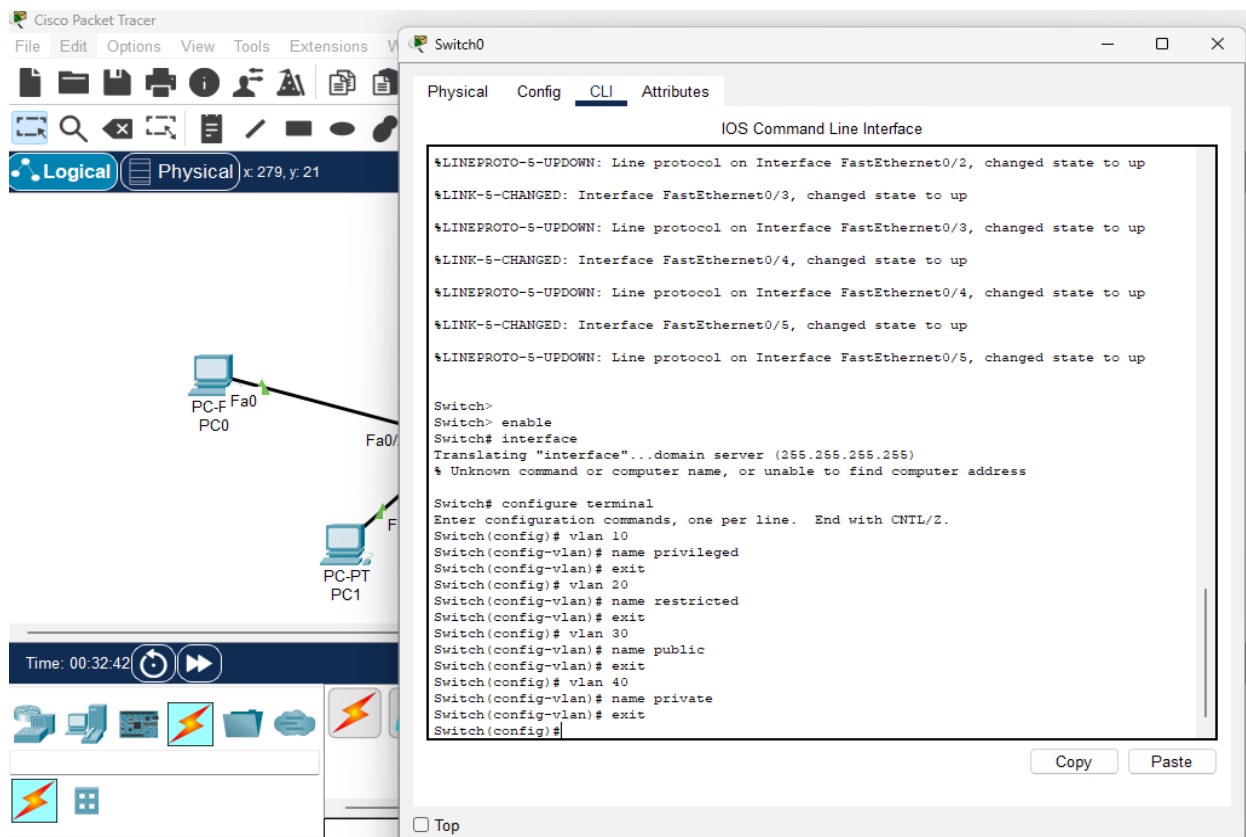 Cisco Packet Tracer
File Edit Options View Tools Extensions
Logical
Physical
x: 279, y: 21
PC-F
Fa0
PC0
Fa0/
F
PC-PT
PC1
Time: 00:32:42
Switch0
Physical Config CLI Attributes
IOS Command Line Interface
%LINEPROTO-5-UPDOWN: Line protocol on Interface FastEthernet0/2, changed state to up
%LINK-5-CHANGED: Interface FastEthernet0/3, changed state to up
%LINEPROTO-5-UPDOWN: Line protocol on Interface FastEthernet0/3, changed state to up
%LINK-5-CHANGED: Interface FastEthernet0/4, changed state to up
%LINEPROTO-5-UPDOWN: Line protocol on Interface FastEthernet0/4, changed state to up
%LINK-5-CHANGED: Interface FastEthernet0/5, changed state to up
%LINEPROTO-5-UPDOWN: Line protocol on Interface FastEthernet0/5, changed state to up
Switch>
Switch> enable
Switch# interface
Translating "interface"...domain server (255.255.255.255)
% Unknown command or computer name, or unable to find computer address
Switch# configure terminal
Enter configuration commands, one per line.  End with CNTL/Z.
Switch(config)# vlan 10
Switch(config-vlan)# name privileged
Switch(config-vlan)# exit
Switch(config)# vlan 20
Switch(config-vlan)# name restricted
Switch(config-vlan)# exit
Switch(config)# vlan 30
Switch(config-vlan)# name public
Switch(config-vlan)# exit
Switch(config)# vlan 40
Switch(config-vlan)# name private
Switch(config-vlan)# exit
Switch(config)#
Copy
Paste
Top